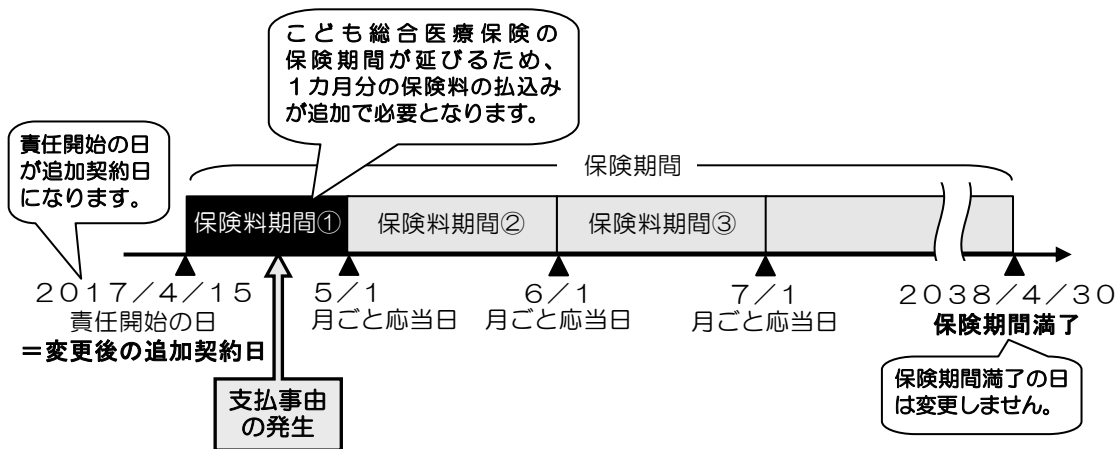 こども総合医療保険の
保険期間が延びるため、
１カ月分の保険料の払込み
が追加で必要となります。
責任開始の日
が追加契約日
になります。
保険期間
保険料期間①
保険料期間②
保険料期間③
２０１７／４／１５
５／１
６／１
７／１
２０３８／４／３０
責任開始の日
月ごと応当日
月ごと応当日
月ごと応当日
保険期間満了
＝変更後の追加契約日
支払事由
の発生
保険期間満了の日
は変更しません。